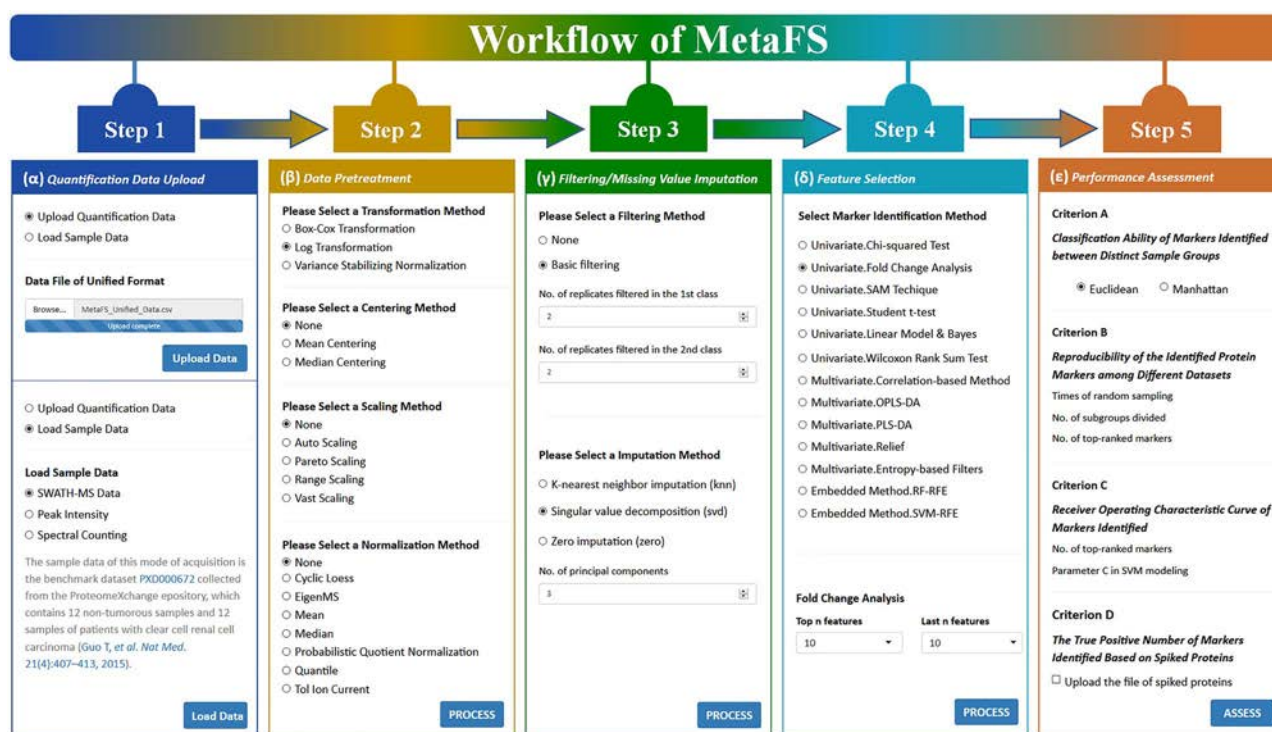 Workflow of MetaFS
Step 1
Step 2
Step 3
Step 4
Step 5
(α) Quantification Data Upload
Upload Quantification Data
Load Sample Data
Data File of Unified Format
Browse... MetaFS_Unified_Data.csv
Upload complete
Upload Data
Upload Quantification Data
Load Sample Data
Load Sample Data
SWATH-MS Data
Peak Intensity
Spectral Counting
The sample data of this mode of acquisition is
the benchmark dataset PXD000672 collected
from the ProteomeXchange epository, which
contains 12 non-tumorous samples and 12
samples of patients with clear cell renal cell
carcinoma (Guo T, et al. Nat Med.
21(4):407–413, 2015).
Load Data
(β) Data Pretreatment
Please Select a Transformation Method
Box-Cox Transformation
Log Transformation
Variance Stabilizing Normalization
Please Select a Centering Method
None
Mean Centering
Median Centering
Please Select a Scaling Method
None
Auto Scaling
Pareto Scaling
Range Scaling
Vast Scaling
Please Select a Normalization Method
None
Cyclic Loess
EigenMS
Mean
Median
Probabilistic Quotient Normalization
Quantile
Tol Ion Current
PROCESS
(γ) Filtering/Missing Value Imputation
Please Select a Filtering Method
None
Basic filtering
No. of replicates filtered in the 1st class
2
No. of replicates filtered in the 2nd class
2
Please Select a Imputation Method
K-nearest neighbor imputation (knn)
Singular value decomposition (svd)
Zero imputation (zero)
No. of principal components
3
PROCESS
(δ) Feature Selection
Select Marker Identification Method
Univariate.Chi-squared Test
Univariate.Fold Change Analysis
Univariate.SAM Techique
Univariate.Student t-test
Univariate.Linear Model & Bayes
Univariate.Wilcoxon Rank Sum Test
Multivariate.Correlation-based Method
Multivariate.OPLS-DA
Multivariate.PLS-DA
Multivariate.Relief
Multivariate.Entropy-based Filters
Embedded Method.RF-RFE
Embedded Method.SVM-RFE
Fold Change Analysis
Top n features Last n features
10 10
PROCESS
(ε) Performance Assessment
Criterion A
Classification Ability of Markers Identified
between Distinct Sample Groups
Euclidean Manhattan
Criterion B
Reproducibility of the Identified Protein
Markers among Different Datasets
Times of random sampling
No. of subgroups divided
No. of top-ranked markers
Criterion C
Receiver Operating Characteristic Curve of
Markers Identified
No. of top-ranked markers
Parameter C in SVM modeling
Criterion D
The True Positive Number of Markers
Identified Based on Spiked Proteins
Upload the file of spiked proteins
ASSESS